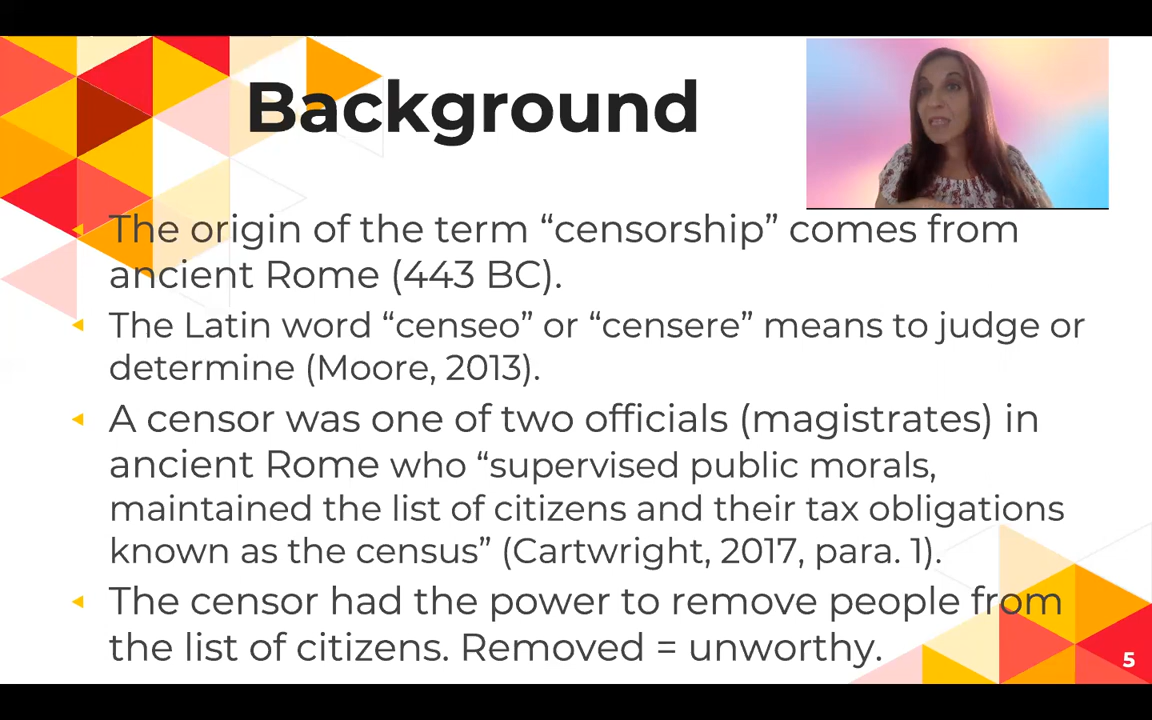 Background
The origin of the term “censorship” comes from
ancient Rome (443 BC).
The Latin word “censeo” or “censere” means to judge or
determine (Moore, 2013).
A censor was one of two officials (magistrates) in
ancient Rome who “supervised public morals,
maintained the list of citizens and their tax obligations
known as the census” (Cartwright, 2017, para. 1).
The censor had the power to remove people from
the list of citizens. Removed = unworthy.
5